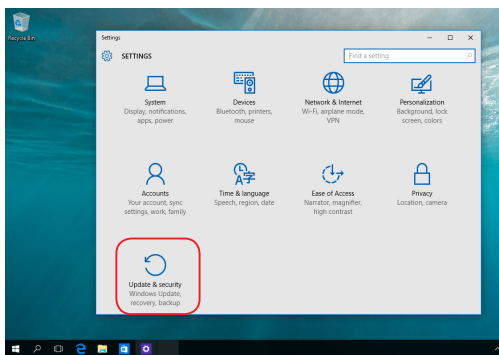 Recycle Bin
Settings
SETTINGS
Find a setting
System
Display, notifications,
apps, power
Devices
Bluetooth, printers,
mouse
Network & Internet
Wi-Fi, airplane mode,
VPN
Personalization
Background, lock
screen, colors
Accounts
Your account, sync
settings, work, family
Time & language
Speech, region, date
Ease of Access
Narrator, magnifier,
high contrast
Privacy
Location, camera
Update & security
Windows Update,
recovery, backup